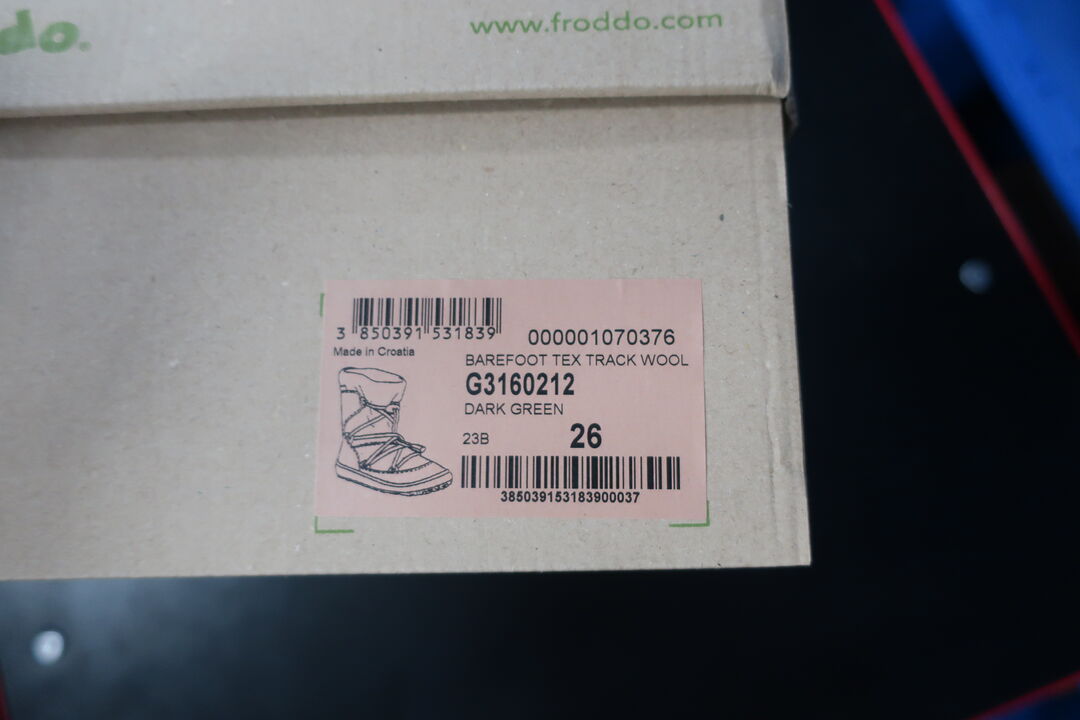 do.
www.froddo.com
3 850391 531839
000001070376
Made in Croatia
BAREFOOT TEX TRACK WOOL
G3160212
DARK GREEN
23B 26
385039153183900037